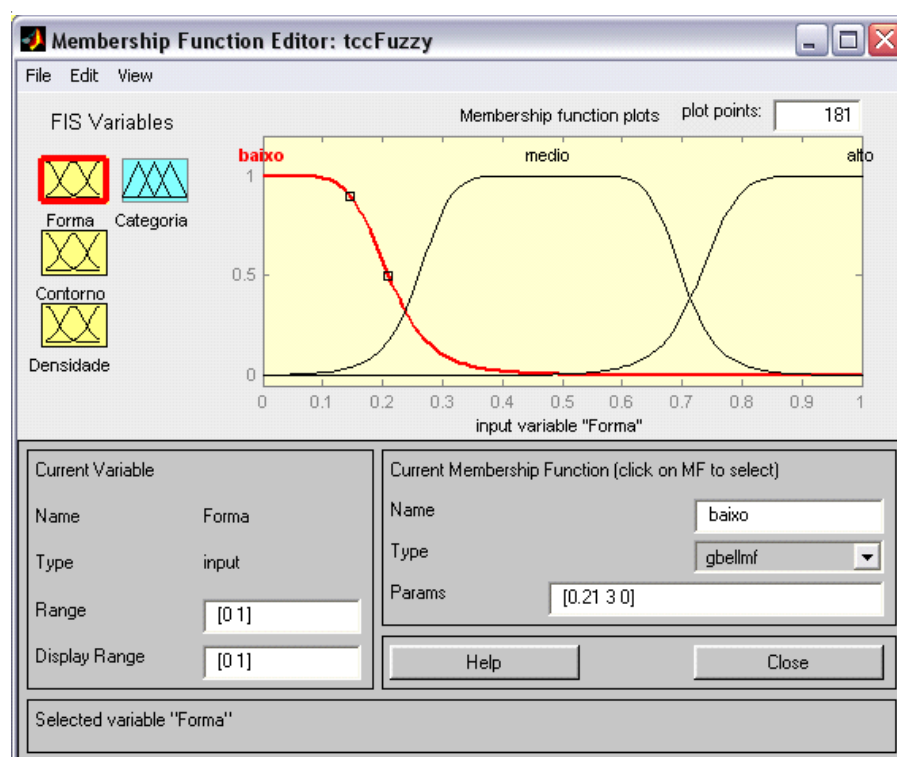 Membership Function Editor: tccFuzzy
File Edit View
FIS Variables
Membership function plots plot points: 181
Forma Categoria
Contorno
Densidade
baixo medio alto
1
0.5
0
0 0.1 0.2 0.3 0.4 0.5 0.6 0.7 0.8 0.9 1
input variable "Forma"
Current Variable
Name Forma
Type input
Range [0 1]
Display Range [0 1]
Current Membership Function (click on MF to select)
Name baixo
Type gbellmf
Params [0.21 3 0]
Help Close
Selected variable "Forma"